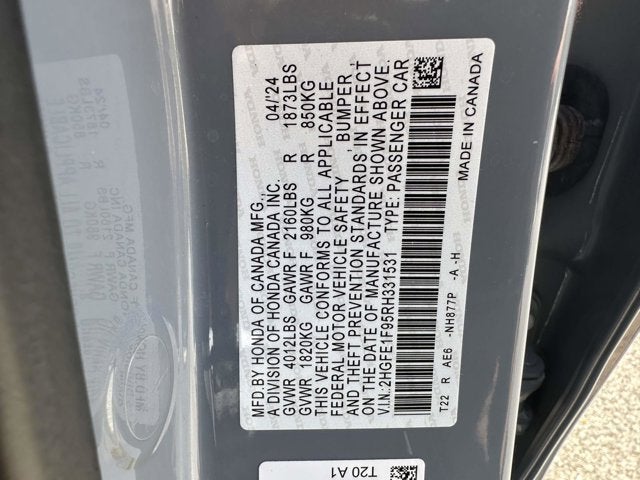 MFD.BY HONDA OF CANADA MFG., 04/'24
A DIVISION OF HONDA CANADA INC.
GVWR 4012LBS GAWR F 2160LBS R 1873LBS
GVWR 1820KG GAWR F 980KG R 850KG
THIS VEHICLE CONFORMS TO ALL APPLICABLE
FEDERAL MOTOR VEHICLE SAFETY, BUMPER,
AND THEFT PREVENTION STANDARDS IN EFFECT
ON THE DATE OF MANUFACTURE SHOWN ABOVE.
V.I.N.:2HGFE1F95RH331531 TYPE: PASSENGER CAR
T22 R AE6 -NH877P -A -H MADE IN CANADA
T20 A1